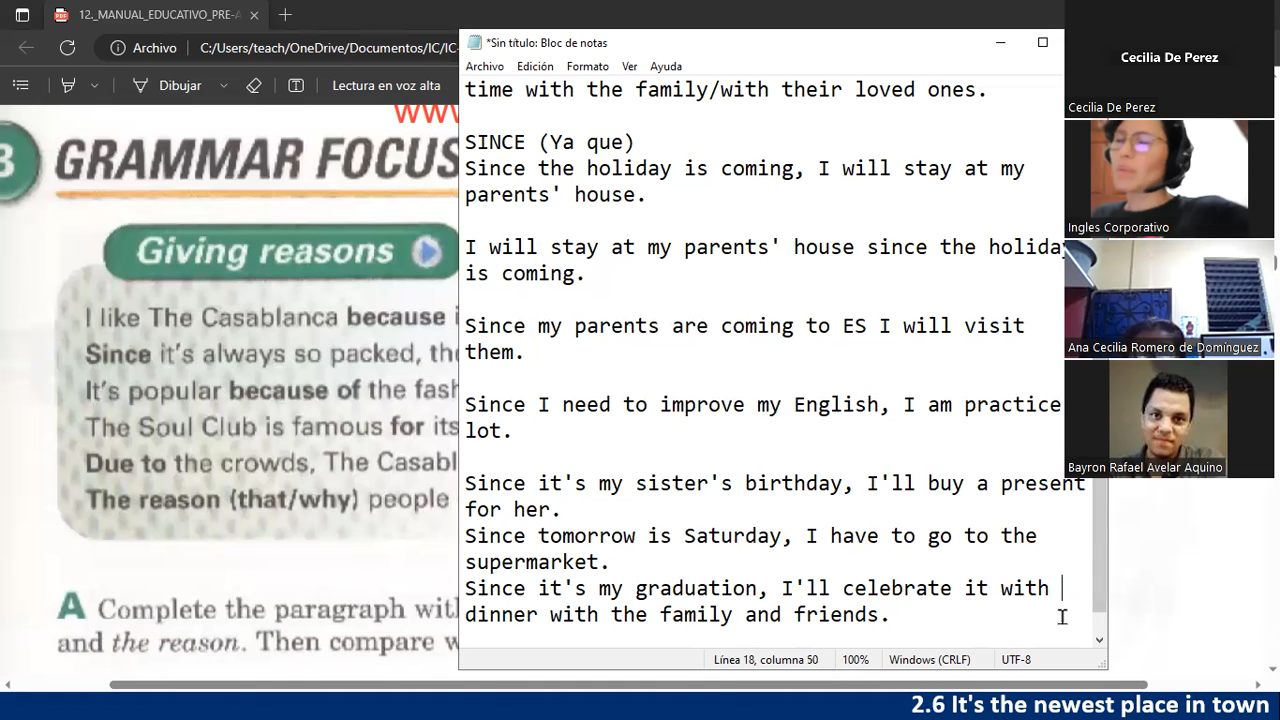 12._MANUAL_EDUCATIVO_PRE-A
Archivo
C:/Users/teach/OneDrive/Documentos/IC/IC-
Dibujar
Lectura en voz alta
www
B GRAMMAR FOCUS
Giving reasons
I like The Casablanca because i
Since it's always so packed, the
It's popular because of the fash
The Soul Club is famous for its
Due to the crowds, The Casabl
The reason (that/why) people
A Complete the paragraph wit
and the reason. Then compare w
*Sin título: Bloc de notas
Archivo Edición Formato Ver Ayuda
time with the family/with their loved ones.
SINCE (Ya que)
Since the holiday is coming, I will stay at my
parents' house.
I will stay at my parents' house since the holiday
is coming.
Since my parents are coming to ES I will visit
them.
Since I need to improve my English, I am practice
lot.
Since it's my sister's birthday, I'll buy a present
for her.
Since tomorrow is Saturday, I have to go to the
supermarket.
Since it's my graduation, I'll celebrate it with
dinner with the family and friends.
Línea 18, columna 50 100% Windows (CRLF) UTF-8
Cecilia De Perez
Cecilia De Perez
Ingles Corporativo
Ana Cecilia Romero de Domínguez
Bayron Rafael Avelar Aquino
2.6 It's the newest place in town